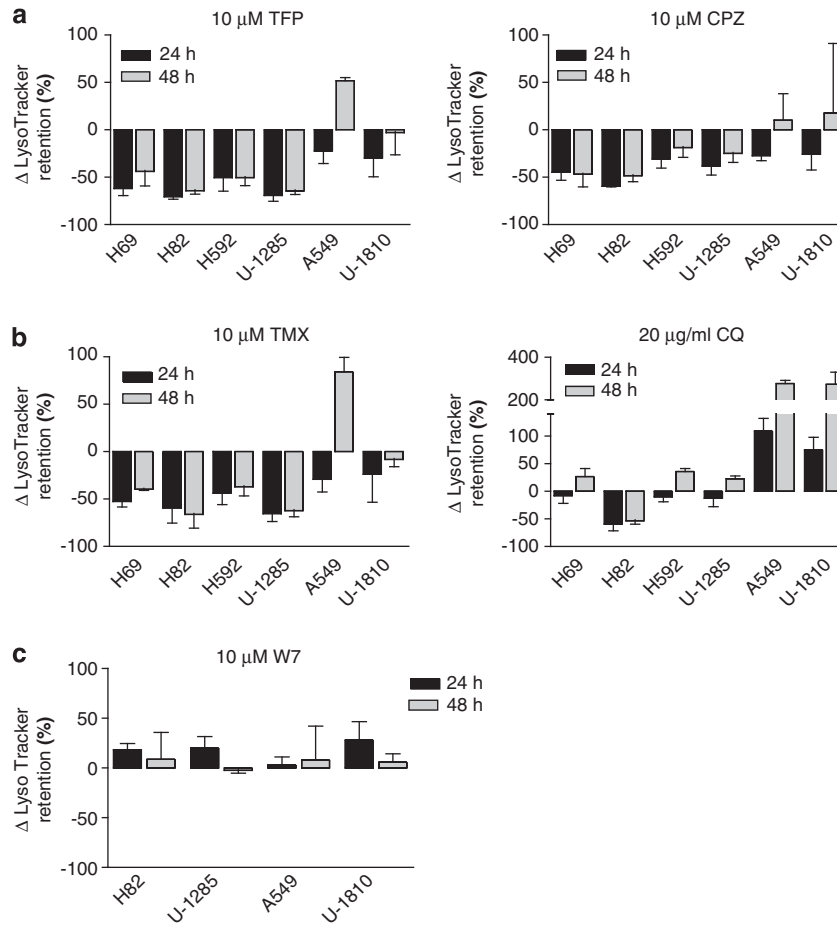 a
10 μM TFP
24 h
48 h
Δ LysoTracker
retention (%)
100
50
0
-50
-100
H69
H82
H592
U-1285
A549
U-1810
10 μM CPZ
24 h
48 h
Δ LysoTracker
retention (%)
100
50
0
-50
-100
H69
H82
H592
U-1285
A549
U-1810
b
10 μM TMX
24 h
48 h
Δ LysoTracker
retention (%)
100
50
0
-50
-100
H69
H82
H592
U-1285
A549
U-1810
20 μg/ml CQ
24 h
48 h
Δ LysoTracker
retention (%)
400
200
100
50
0
-50
-100
H69
H82
H592
U-1285
A549
U-1810
c
10 μM W7
24 h
48 h
Δ Lyso Tracker
retention (%)
100
50
0
-50
-100
H82
U-1285
A549
U-1810